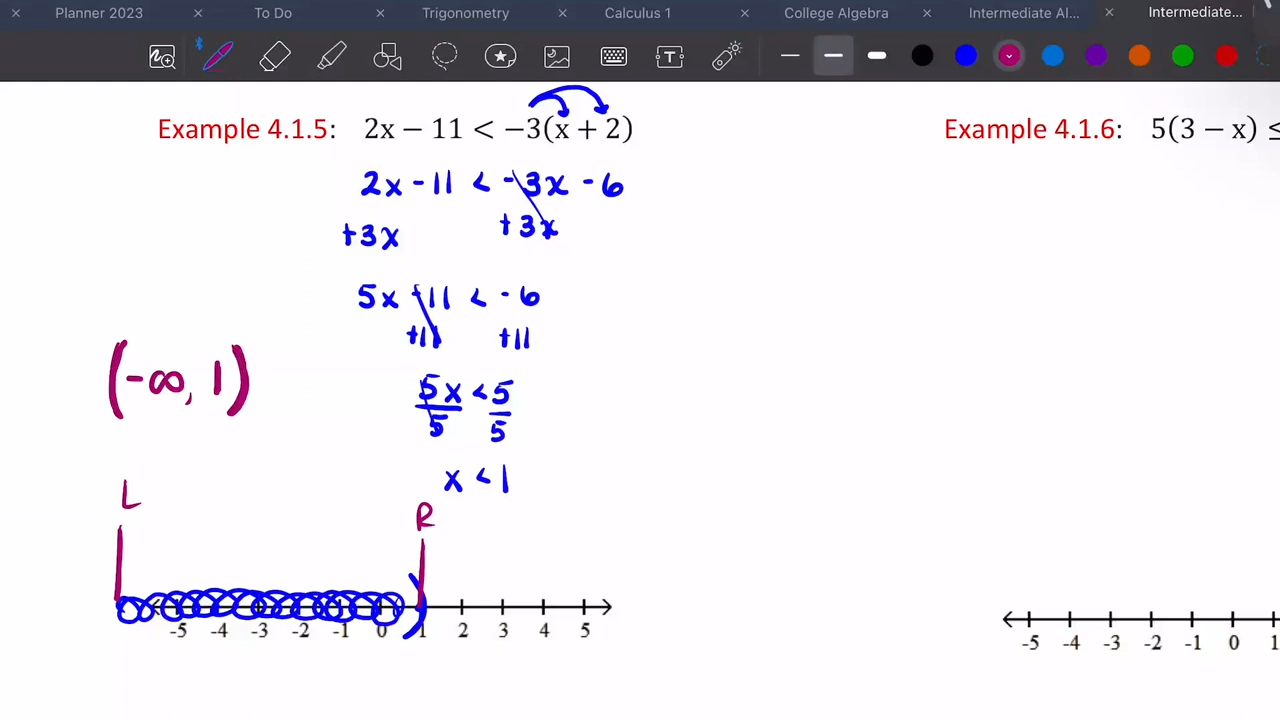 Planner 2023 To Do Trigonometry Calculus 1 College Algebra Intermediate Al... Intermediate...
Example 4.1.5: 2x − 11 < −3(x + 2)
2x - 11 < -3x - 6
+3x +3x
5x - 11 < -6
+11 +11
5x < 5
5 5
x < 1
(-∞, 1)
L
R
-5 -4 -3 -2 -1 0 1 2 3 4 5
Example 4.1.6: 5(3 − x) ≤
-5 -4 -3 -2 -1 0 1